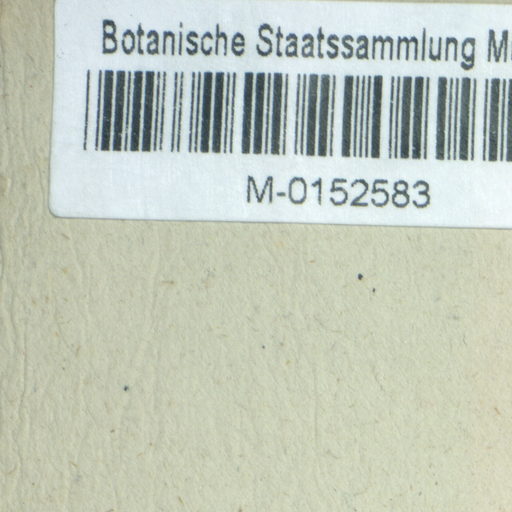 Botanische Staatssammlung M
M-0152583